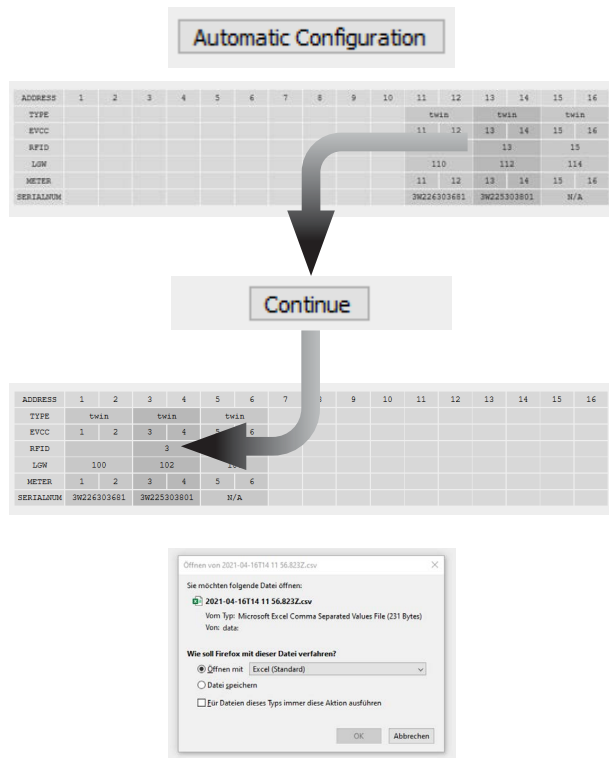 Automatic Configuration
ADDRESS 1 2 3 4 5 6 7 8 9 10 11 12 13 14 15 16
TYPE twin twin twin
EVCC 11 12 13 14 15 16
RFID 13 15
LGW 110 112 114
METER 11 12 13 14 15 16
SERIALNUM 3W226303681 3W225303801 N/A
Continue
ADDRESS 1 2 3 4 5 6 7 9 10 11 12 13 14 15 16
TYPE twin twin twin
EVCC 1 2 3 4 5 6
RFID 3
LGW 100 102
METER 1 2 3 4 5 6
SERIALNUM 3W226303681 3W225303801 N/A
Öffnen von 2021-04-16T14 11 56.823Z.csv
Sie möchten folgende Datei öffnen:
2021-04-16T14 11 56.823Z.csv
Vom Typ: Microsoft Excel Comma Separated Values File (231 Bytes)
Von: data:
Wie soll Firefox mit dieser Datei verfahren?
Öffnen mit Excel (Standard)
Datei speichern
Für Dateien dieses Typs immer diese Aktion ausführen
OK Abbrechen